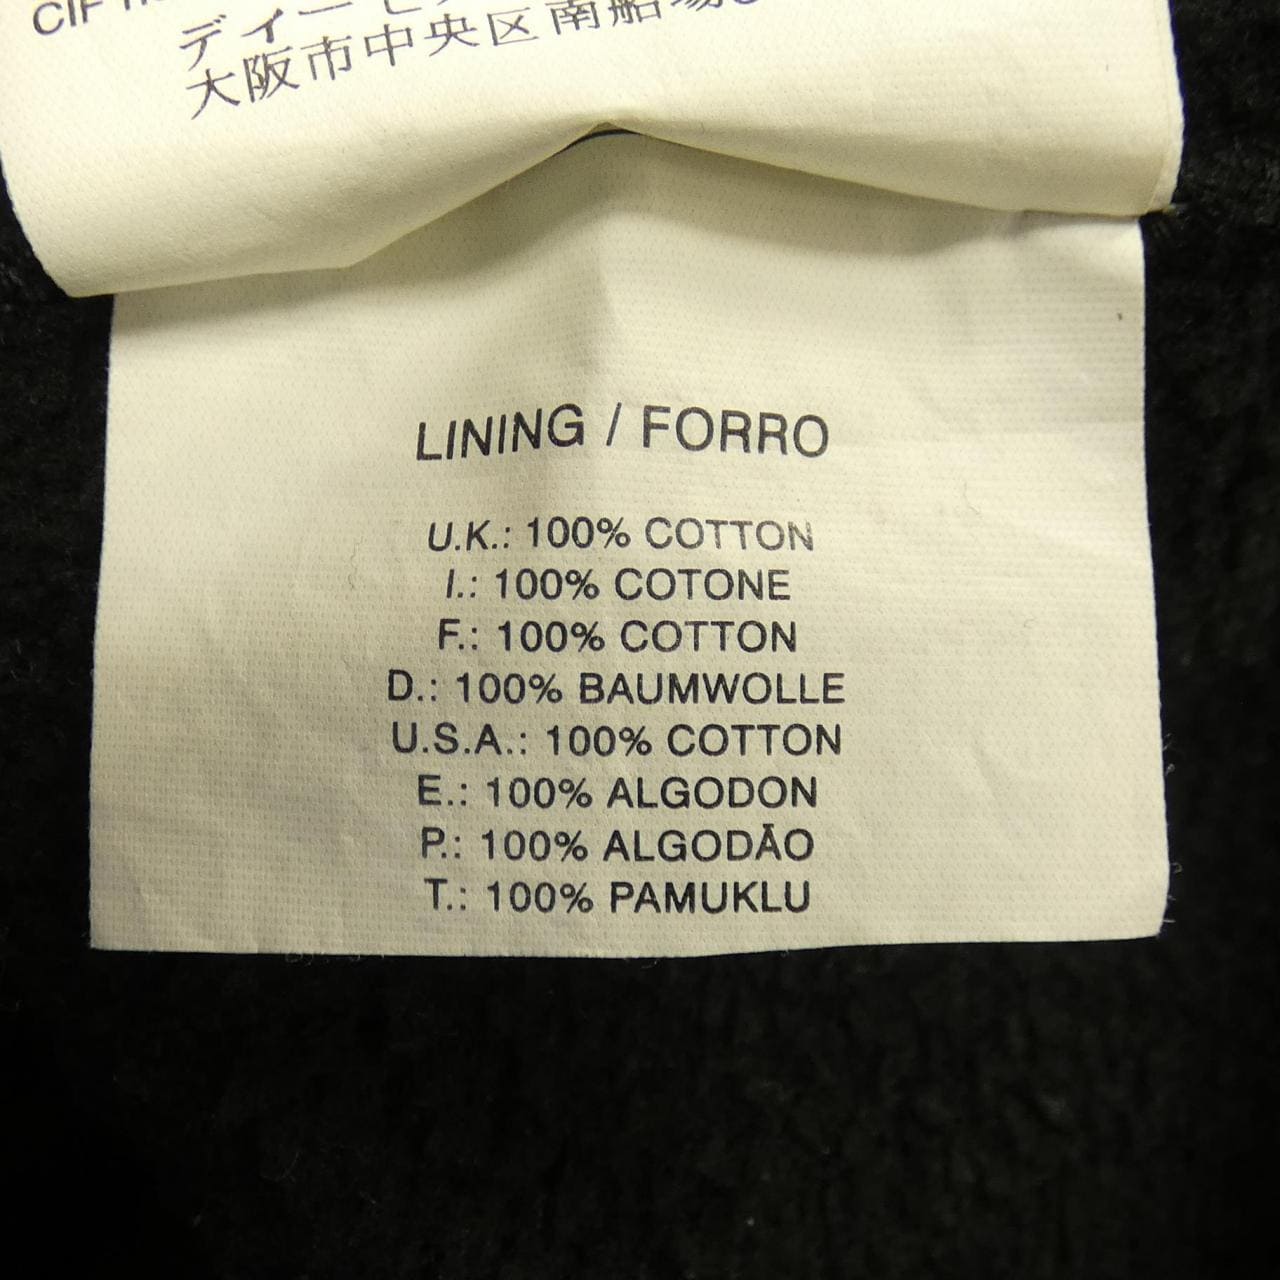 CIF
ディー
大阪市中央区南船場
LINING / FORRO
U.K.: 100% COTTON
I.: 100% COTONE
F.: 100% COTTON
D.: 100% BAUMWOLLE
U.S.A.: 100% COTTON
E.: 100% ALGODON
P.: 100% ALGODÃO
T.: 100% PAMUKLU